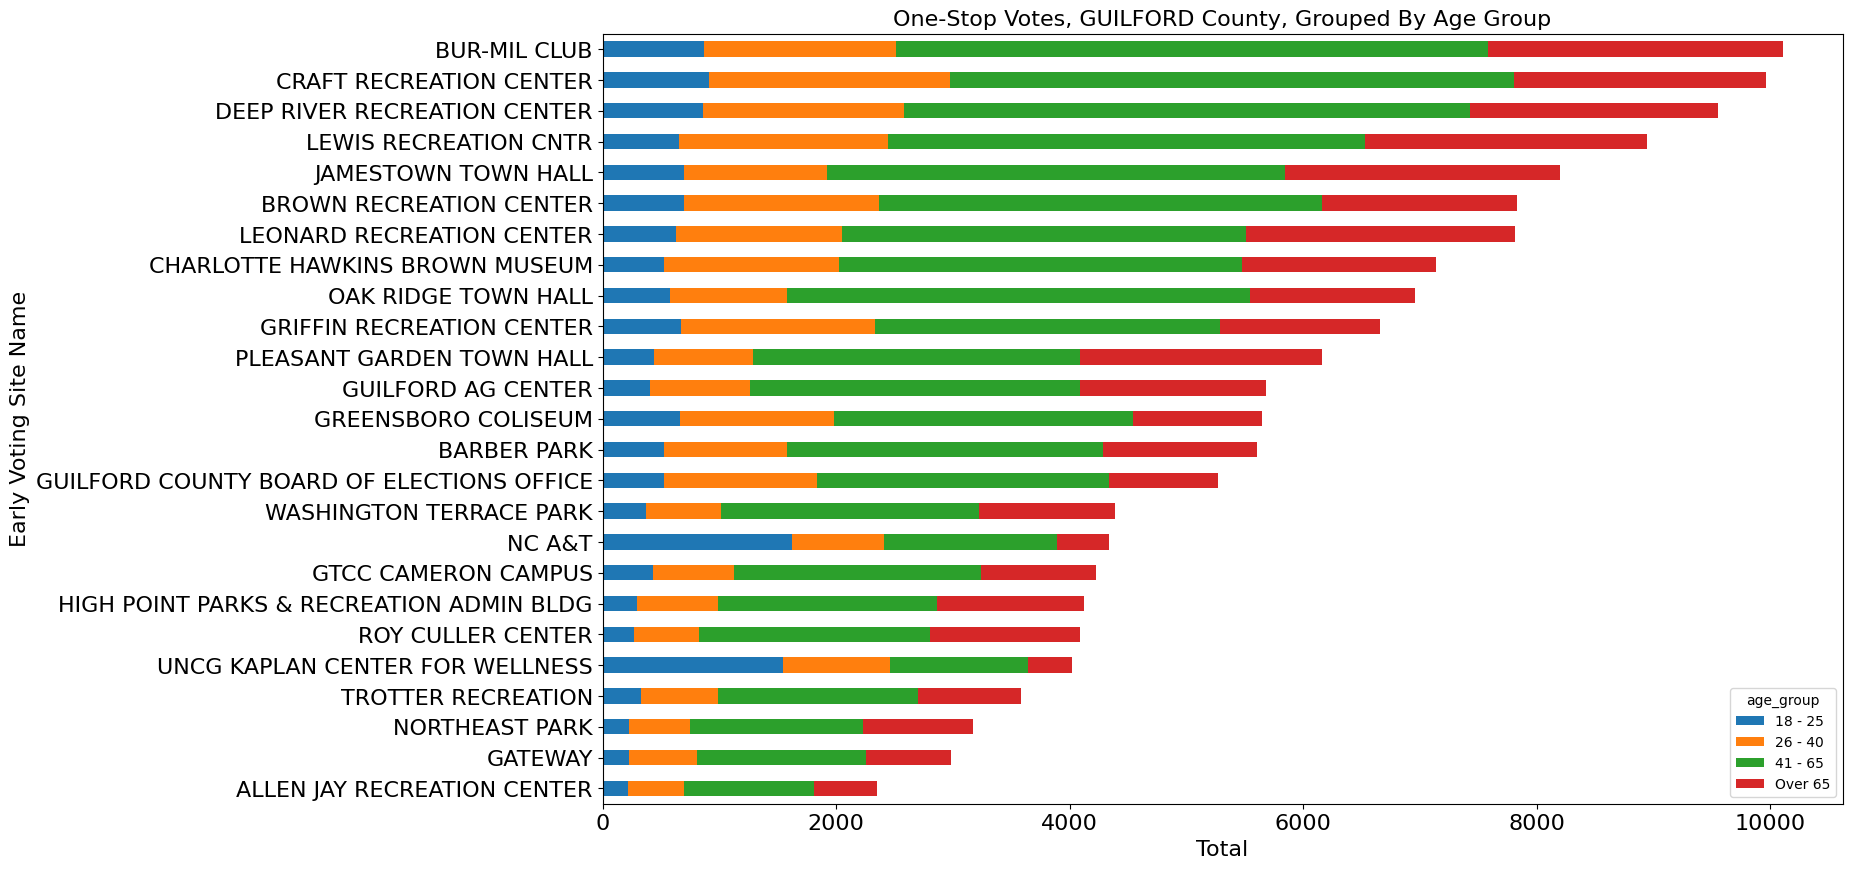 One-Stop Votes, GUILFORD County, Grouped By Age Group
Early Voting Site Name
BUR-MIL CLUB
CRAFT RECREATION CENTER
DEEP RIVER RECREATION CENTER
LEWIS RECREATION CNTR
JAMESTOWN TOWN HALL
BROWN RECREATION CENTER
LEONARD RECREATION CENTER
CHARLOTTE HAWKINS BROWN MUSEUM
OAK RIDGE TOWN HALL
GRIFFIN RECREATION CENTER
PLEASANT GARDEN TOWN HALL
GUILFORD AG CENTER
GREENSBORO COLISEUM
BARBER PARK
GUILFORD COUNTY BOARD OF ELECTIONS OFFICE
WASHINGTON TERRACE PARK
NC A&T
GTCC CAMERON CAMPUS
HIGH POINT PARKS & RECREATION ADMIN BLDG
ROY CULLER CENTER
UNCG KAPLAN CENTER FOR WELLNESS
TROTTER RECREATION
NORTHEAST PARK
GATEWAY
ALLEN JAY RECREATION CENTER
age_group
18 - 25
26 - 40
41 - 65
Over 65
0 2000 4000 6000 8000 10000
Total